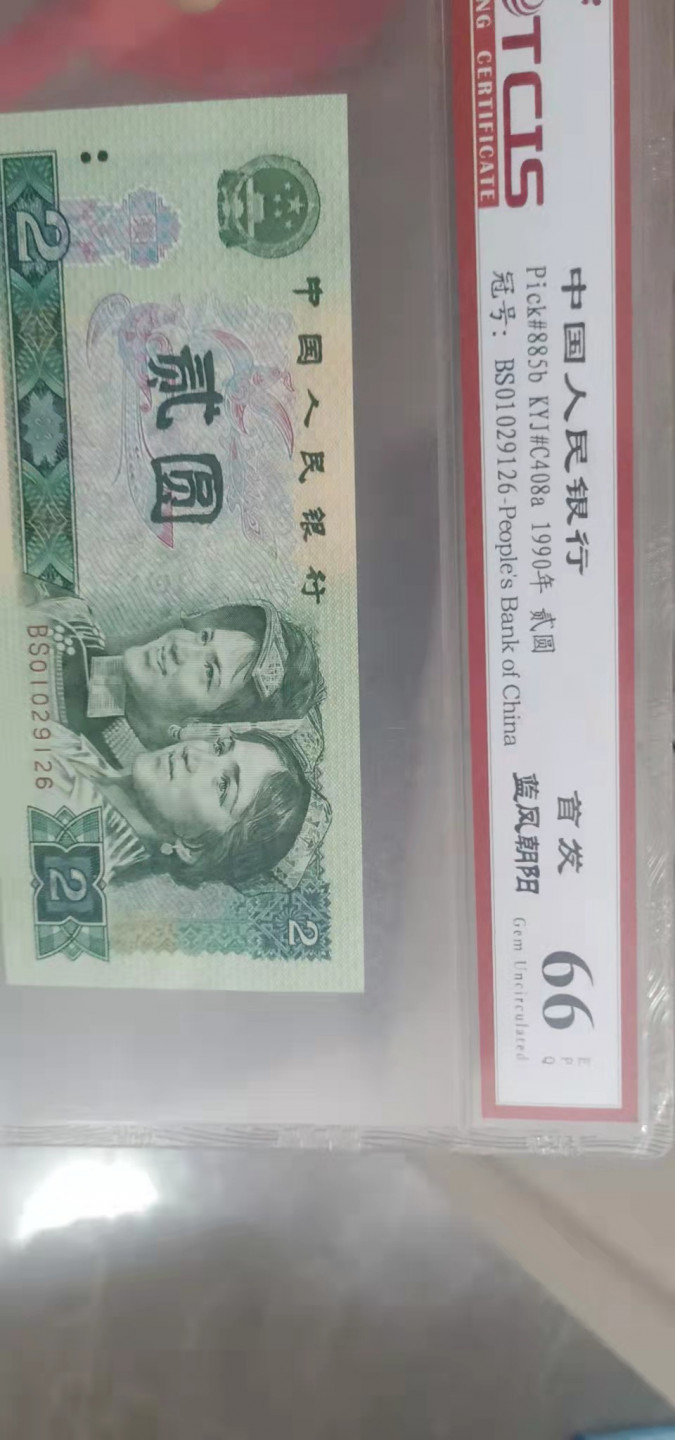 TCIS
NG CERTIFICATE
中国人民银行
Pick#885b KYJ#C408a 1990年 贰圆
冠号: BS01029126-People's Bank of China
首发
蓝凤朝阳
66
EPQ
Gem Uncirculated
中国人民银行
贰圆
2
BS01029126
2
2